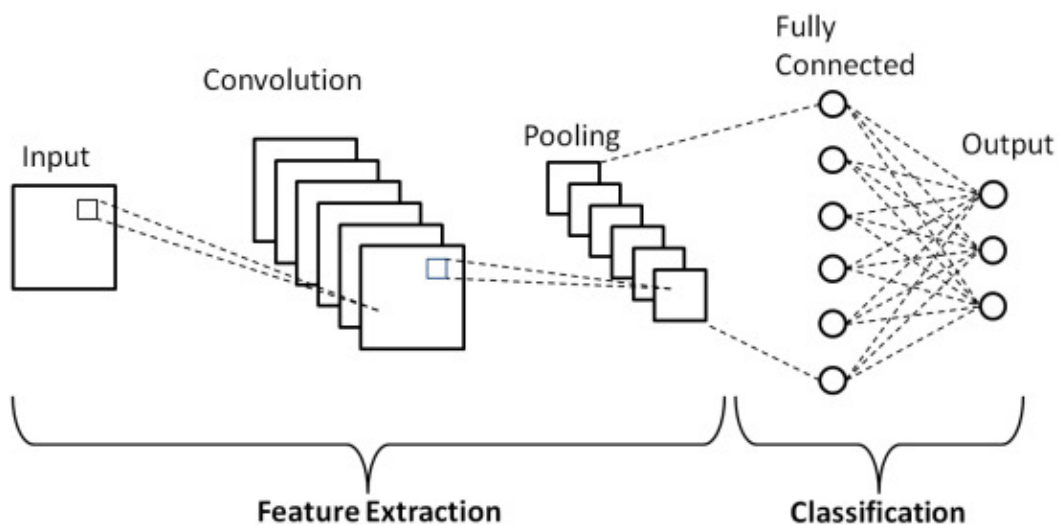 Input
Convolution
Pooling
Fully
Connected
Output
Feature Extraction
Classification